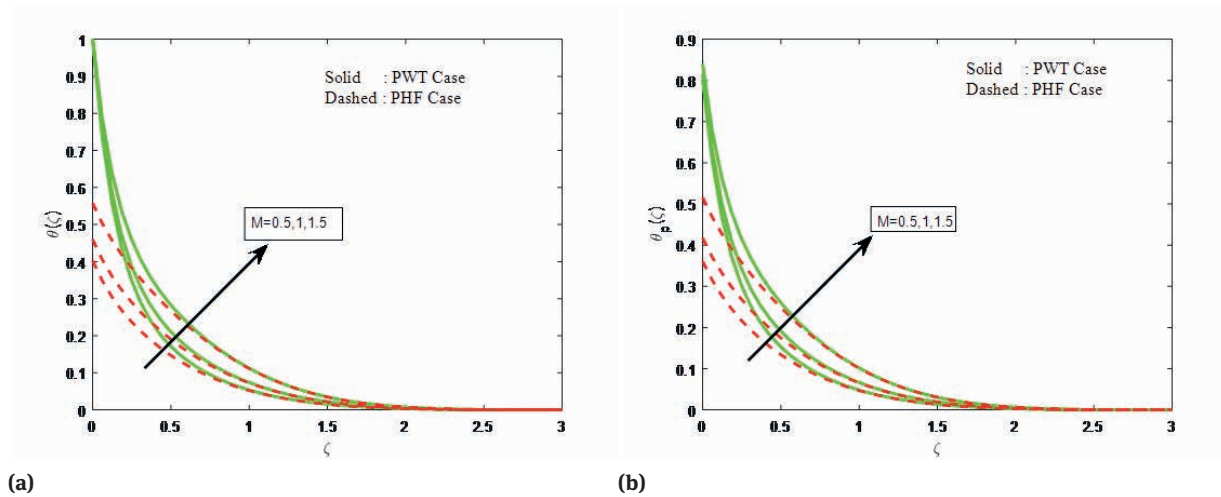 1
0.9
0.8
0.7
0.6
0.5
0.4
0.3
0.2
0.1
0
θ(ζ)
Solid : PWT Case
Dashed : PHF Case
M=0.5,1,1.5
0 0.5 1 1.5 2 2.5 3
ζ
(a)
0.9
0.8
0.7
0.6
0.5
0.4
0.3
0.2
0.1
0
θp(ζ)
Solid : PWT Case
Dashed : PHF Case
M=0.5,1,1.5
0 0.5 1 1.5 2 2.5 3
ζ
(b)